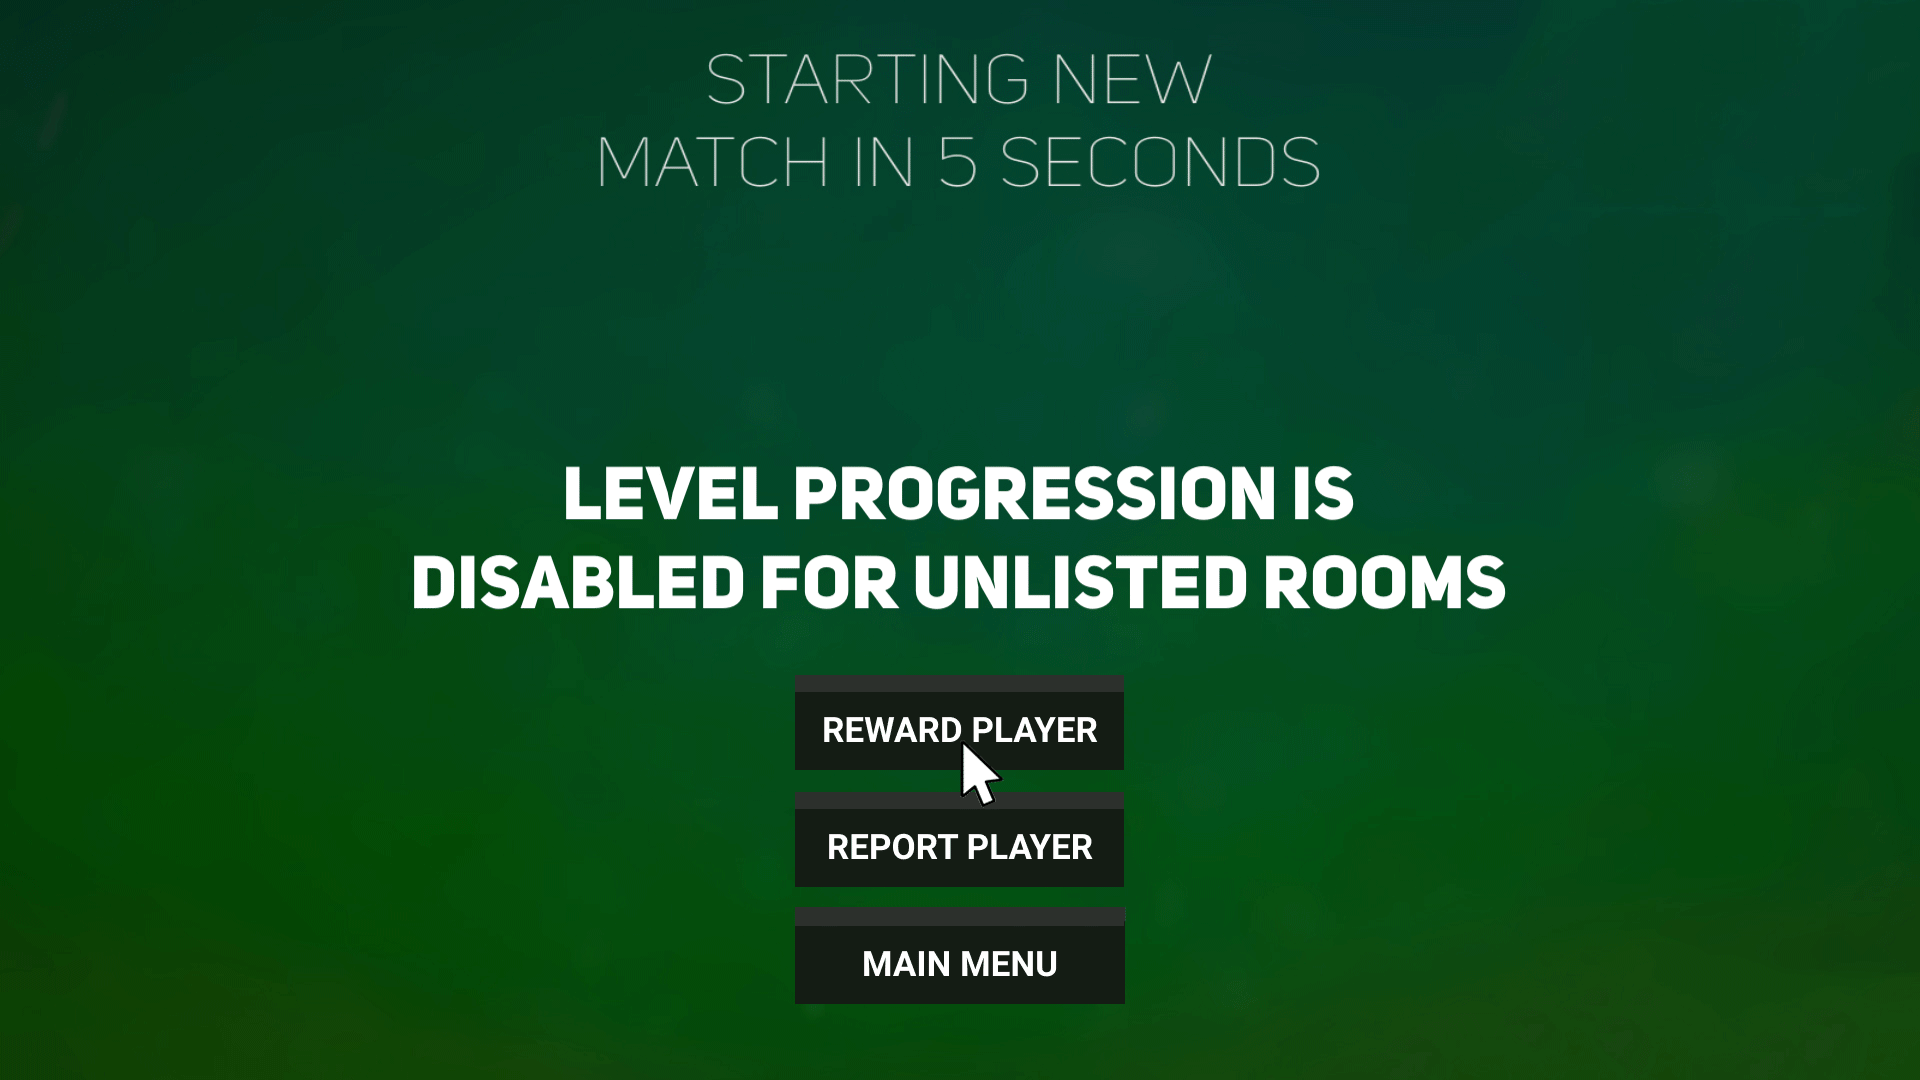 STARTING NEW
MATCH IN 5 SECONDS
LEVEL PROGRESSION IS
DISABLED FOR UNLISTED ROOMS
REWARD PLAYER
REPORT PLAYER
MAIN MENU